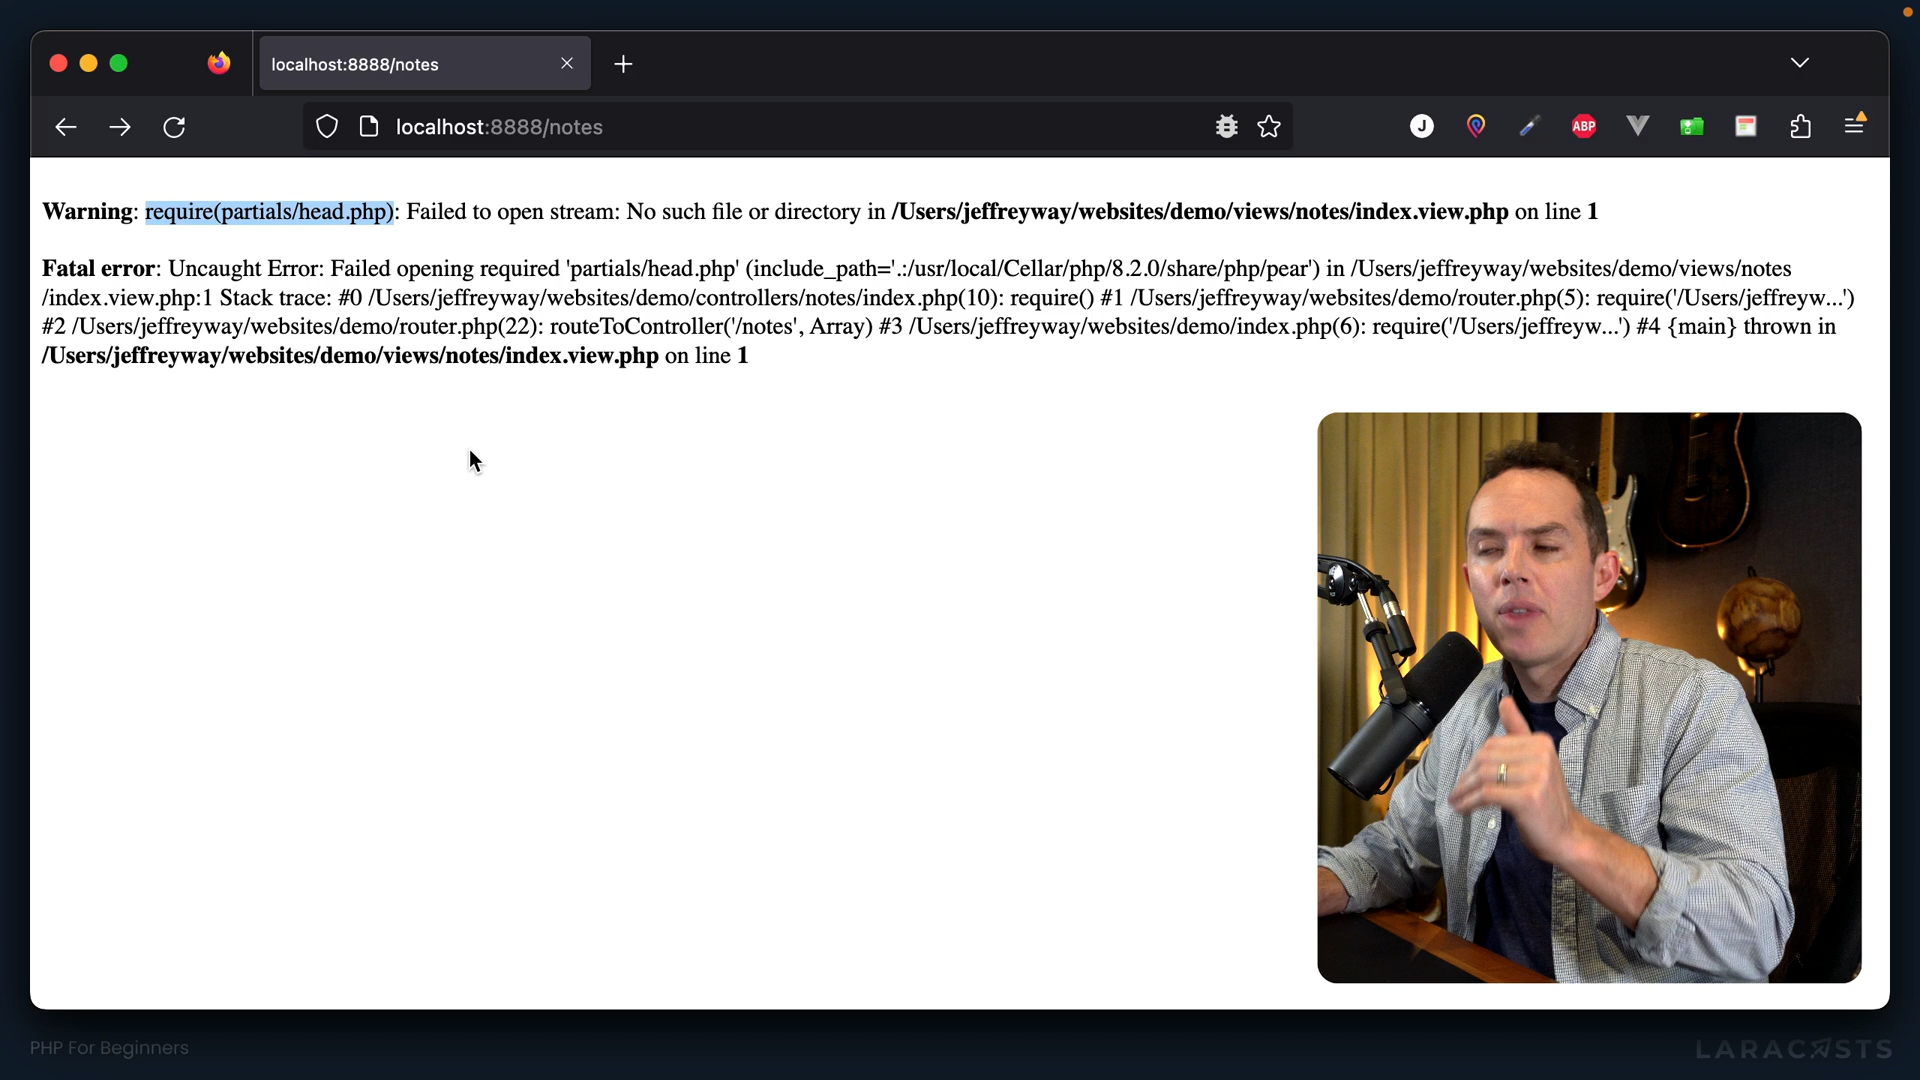 localhost:8888/notes
localhost:8888/notes
J
ABP
Warning: require(partials/head.php): Failed to open stream: No such file or directory in /Users/jeffreyway/websites/demo/views/notes/index.view.php on line 1
Fatal error: Uncaught Error: Failed opening required 'partials/head.php' (include_path='.:/usr/local/Cellar/php/8.2.0/share/php/pear') in /Users/jeffreyway/websites/demo/views/notes
/index.view.php:1 Stack trace: #0 /Users/jeffreyway/websites/demo/controllers/notes/index.php(10): require() #1 /Users/jeffreyway/websites/demo/router.php(5): require('/Users/jeffreyw...')
#2 /Users/jeffreyway/websites/demo/router.php(22): routeToController('/notes', Array) #3 /Users/jeffreyway/websites/demo/index.php(6): require('/Users/jeffreyw...') #4 {main} thrown in
/Users/jeffreyway/websites/demo/views/notes/index.view.php on line 1
PHP For Beginners
LARACASTS